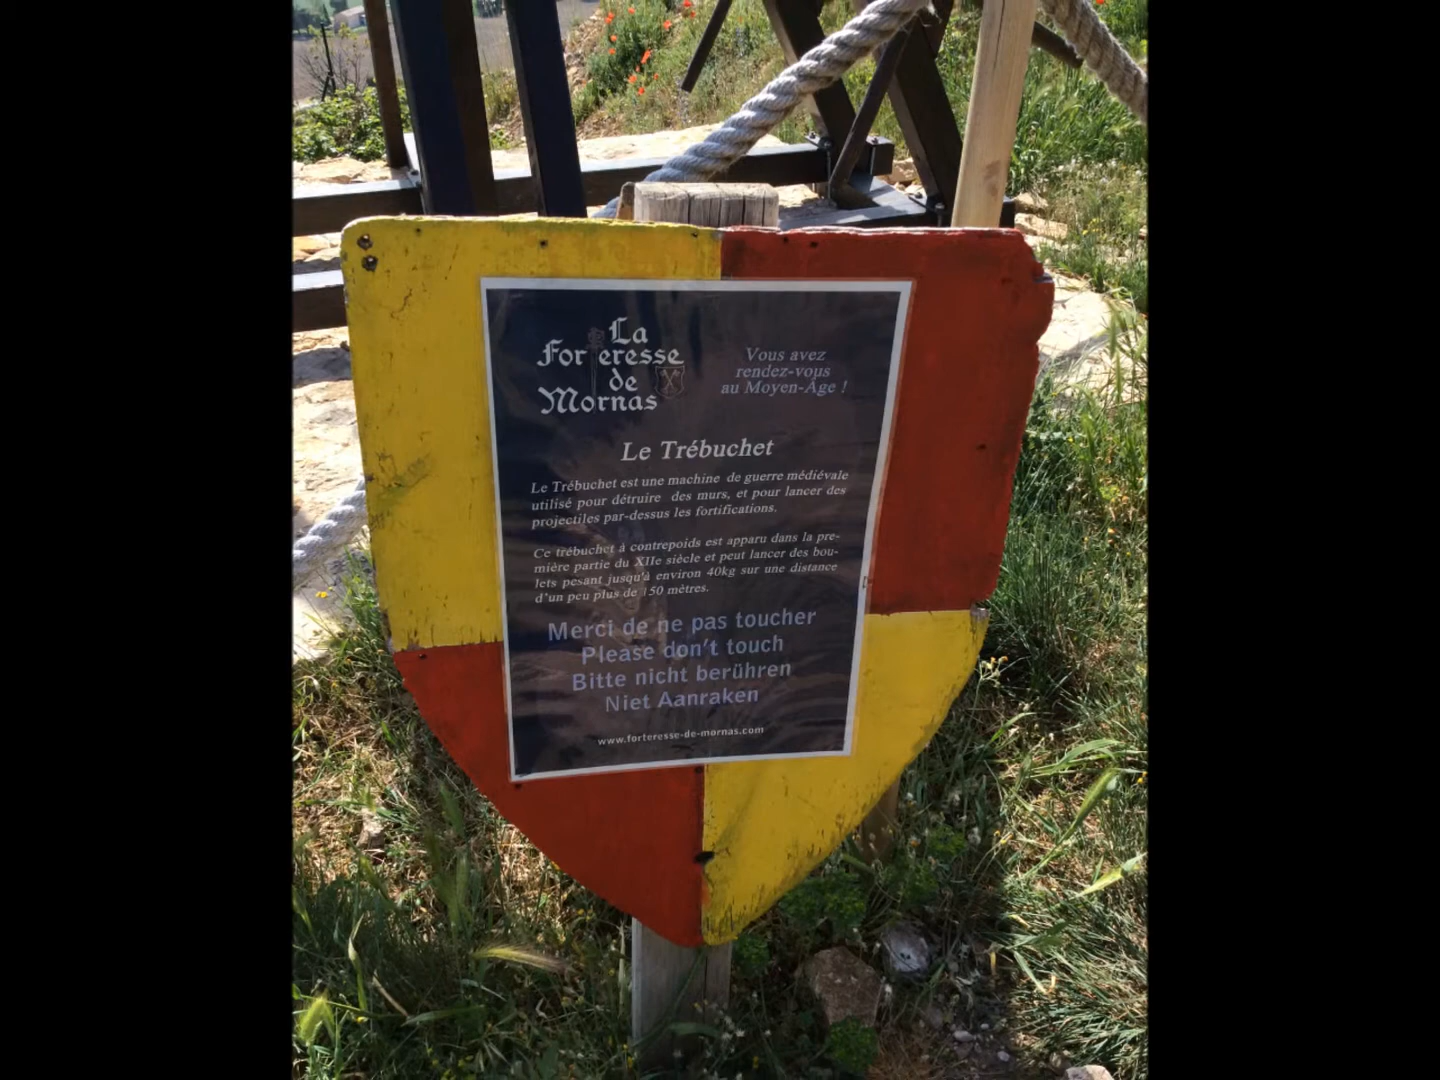 La
Forteresse
de
Mornas
Vous avez
rendez-vous
au Moyen-Age !
Le Trébuchet
Le Trébuchet est une machine de guerre médiévale
utilisé pour détruire des murs, et pour lancer des
projectiles par-dessus les fortifications.
Ce trébuchet à contrepoids est apparu dans la pre-
mière partie du XIIe siècle et peut lancer des bou-
lets pesant jusqu'à environ 40kg sur une distance
d'un peu plus de 150 mètres.
Merci de ne pas toucher
Please don't touch
Bitte nicht berühren
Niet Aanraken
www.forteresse-de-mornas.com